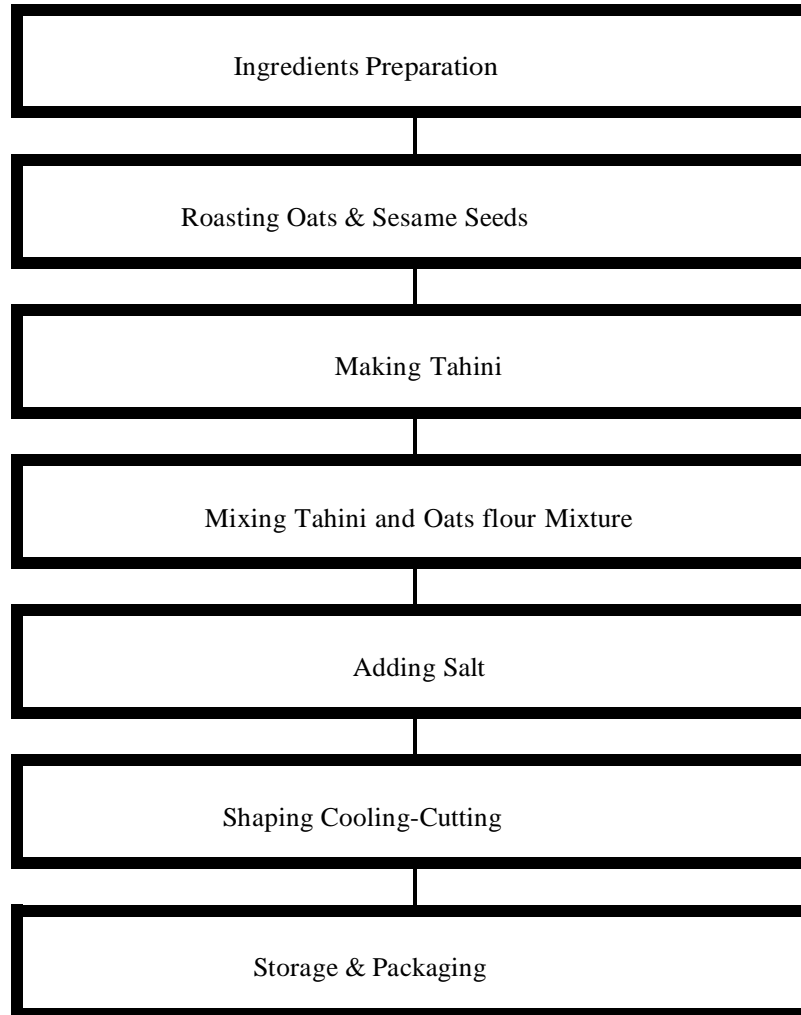 Ingredients Preparation
Roasting Oats & Sesame Seeds
Making Tahini
Mixing Tahini and Oats flour Mixture
Adding Salt
Shaping Cooling-Cutting
Storage & Packaging